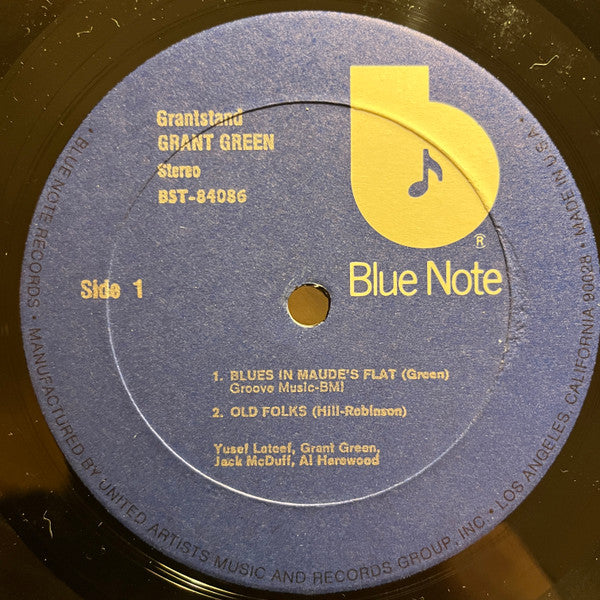 Grantstand
GRANT GREEN
Stereo
BST-84086
Side 1
b
®
Blue Note
1. BLUES IN MAUDE'S FLAT (Green)
Groove Music-BMI
2. OLD FOLKS (Hill-Robinson)
Yusef Lateef, Grant Green,
Jack McDuff, Al Harewood
• BLUE NOTE RECORDS • MANUFACTURED BY UNITED ARTISTS MUSIC AND RECORDS GROUP, INC. • LOS ANGELES, CALIFORNIA 90028 • MADE IN U.S.A.